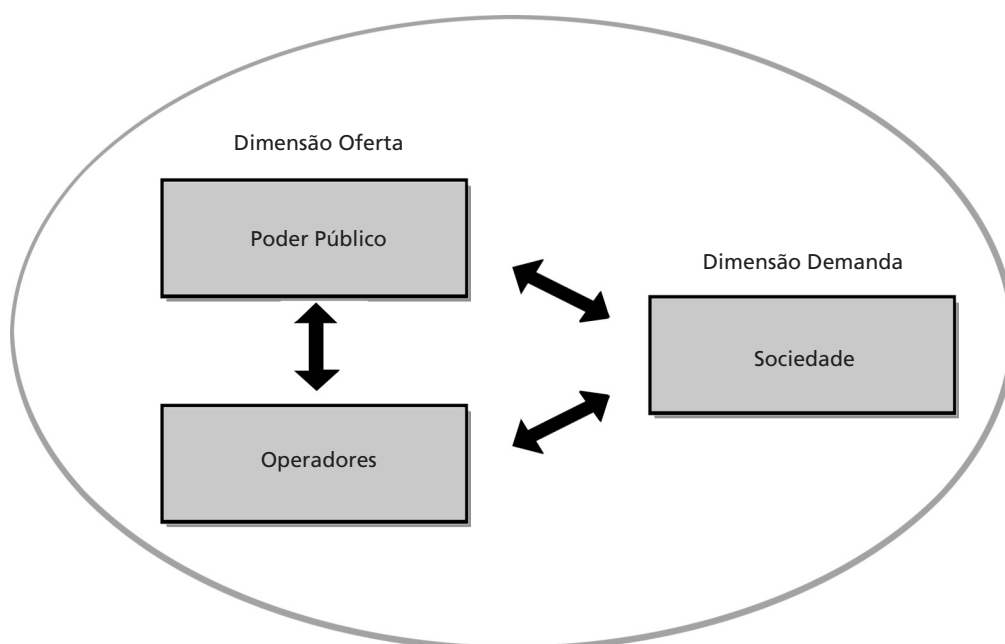 Dimensão Oferta
Poder Público
Dimensão Demanda
Sociedade
Operadores